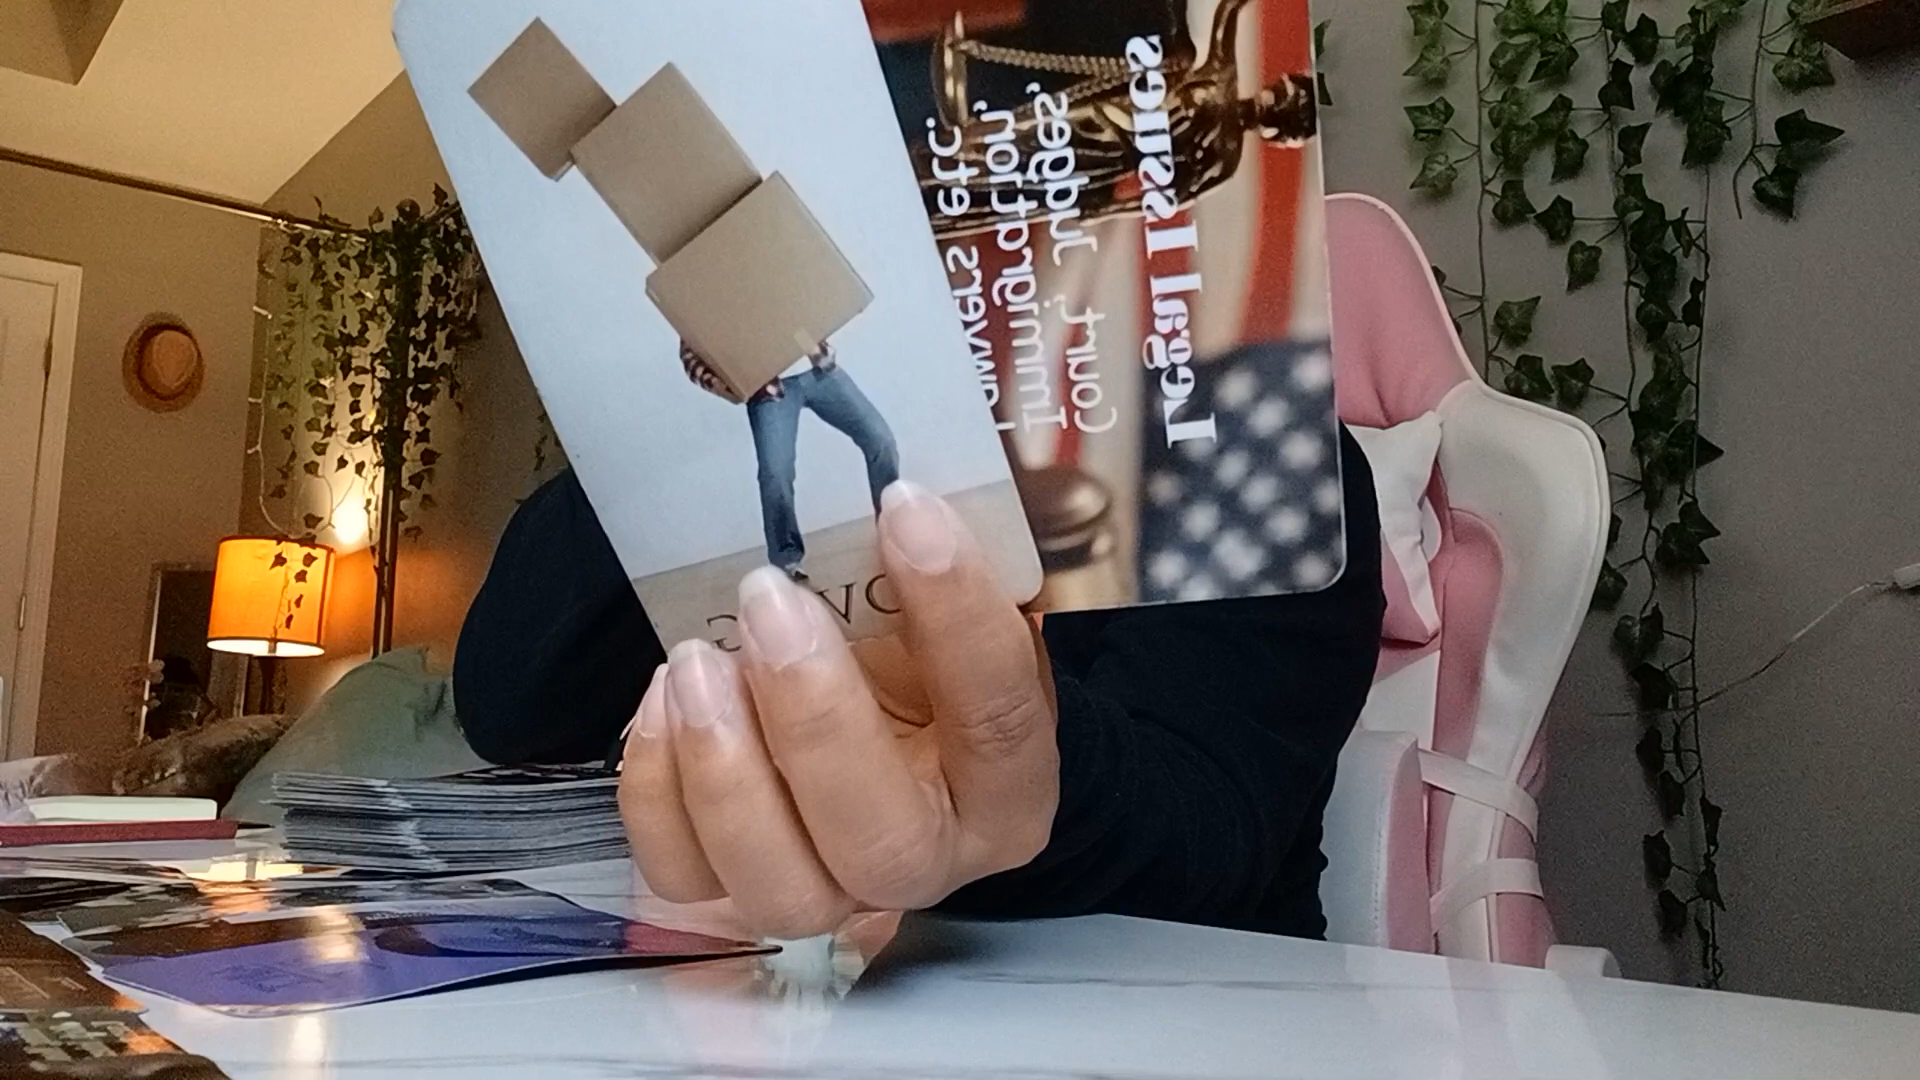 Legal Issues
Court, Judges,
Immigration,
Lawyers etc.